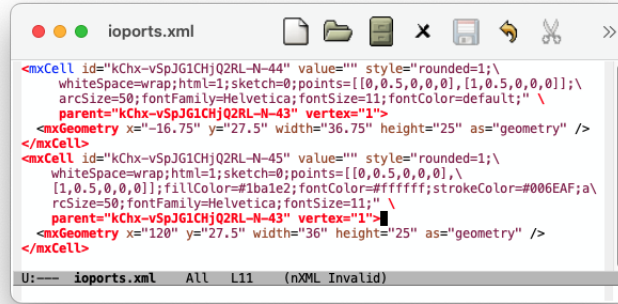 ioports.xml
<mxCell id="kChx-vSpJG1CHjQ2RL-N-44" value="" style="rounded=1;\
whiteSpace=wrap;html=1;sketch=0;points=[[0,0.5,0,0,0],[1,0.5,0,0,0]];\
arcSize=50;fontFamily=Helvetica;fontSize=11;fontColor=default;" \
parent="kChx-vSpJG1CHjQ2RL-N-43" vertex="1">
<mxGeometry x="-16.75" y="27.5" width="36.75" height="25" as="geometry" />
</mxCell>
<mxCell id="kChx-vSpJG1CHjQ2RL-N-45" value="" style="rounded=1;\
whiteSpace=wrap;html=1;sketch=0;points=[[0,0.5,0,0,0],\
[1,0.5,0,0,0]];fillColor=#1ba1e2;fontColor=#ffffff;strokeColor=#006EAF;a\
rcSize=50;fontFamily=Helvetica;fontSize=11;" \
parent="kChx-vSpJG1CHjQ2RL-N-43" vertex="1">
<mxGeometry x="120" y="27.5" width="36" height="25" as="geometry" />
</mxCell>
U:--- ioports.xml All L11 (nXML Invalid)